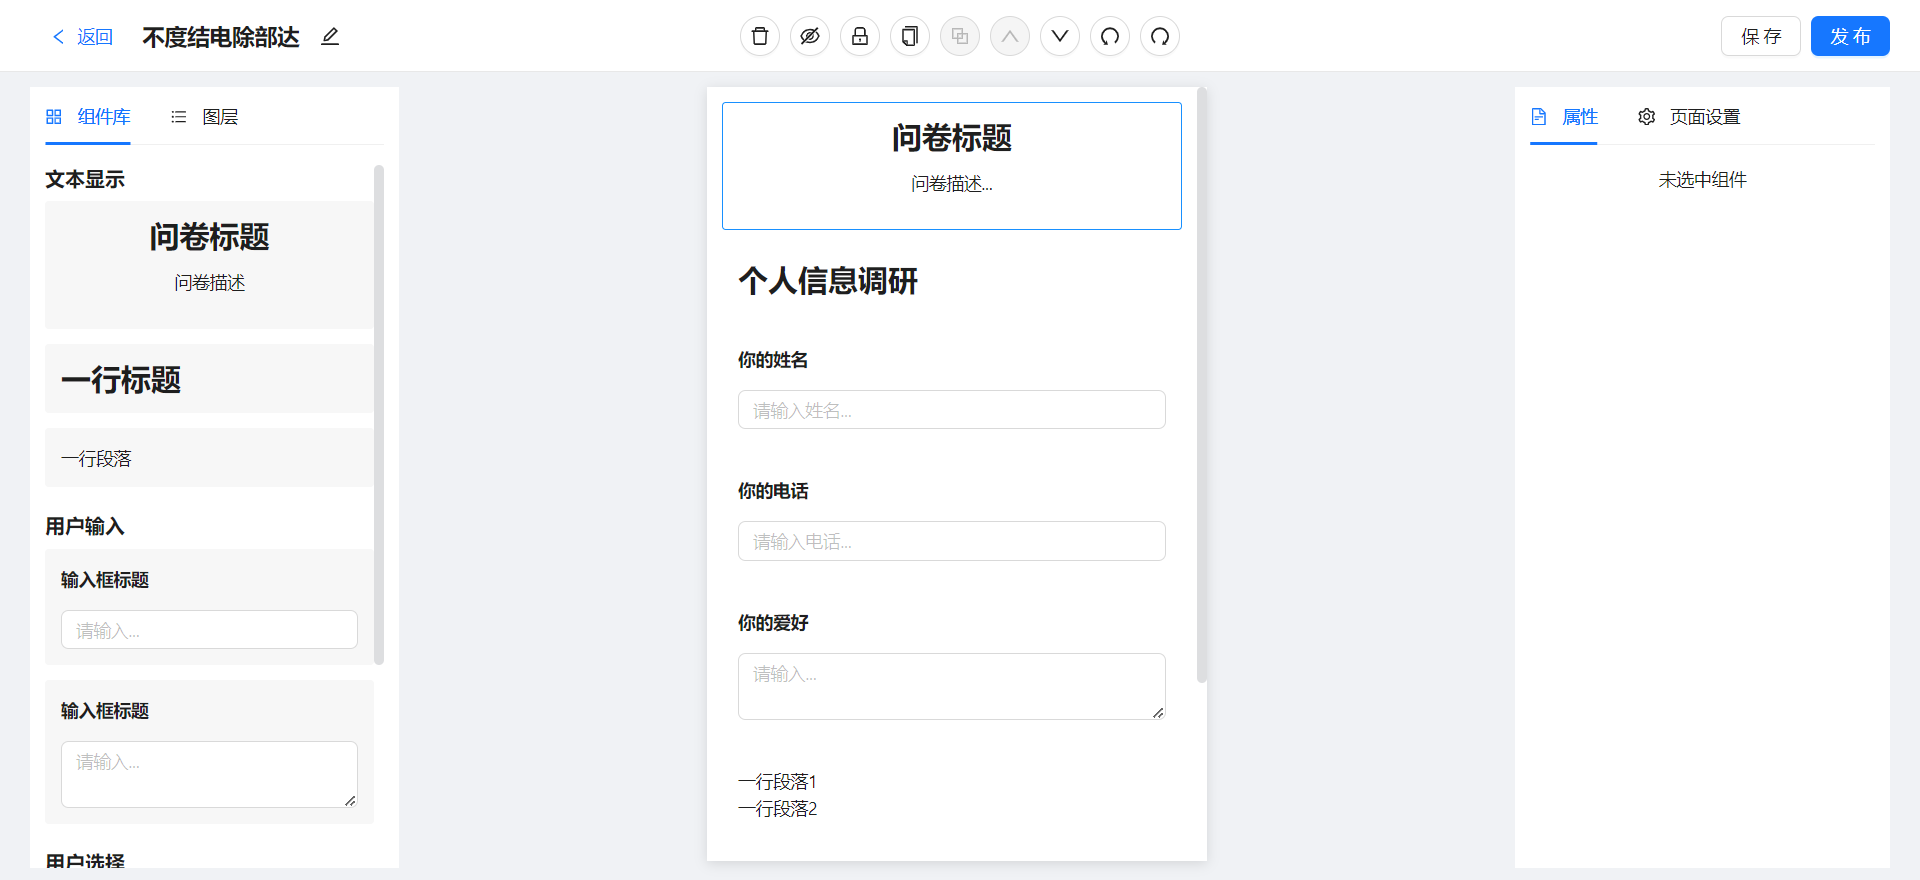 返回
不度结电除部达
保 存
发 布
组件库
图层
文本显示
问卷标题
问卷描述
一行标题
一行段落
用户输入
输入框标题
请输入...
输入框标题
请输入...
用户选择
问卷标题
问卷描述...
个人信息调研
你的姓名
请输入姓名...
你的电话
请输入电话...
你的爱好
请输入...
一行段落1
一行段落2
属性
页面设置
未选中组件